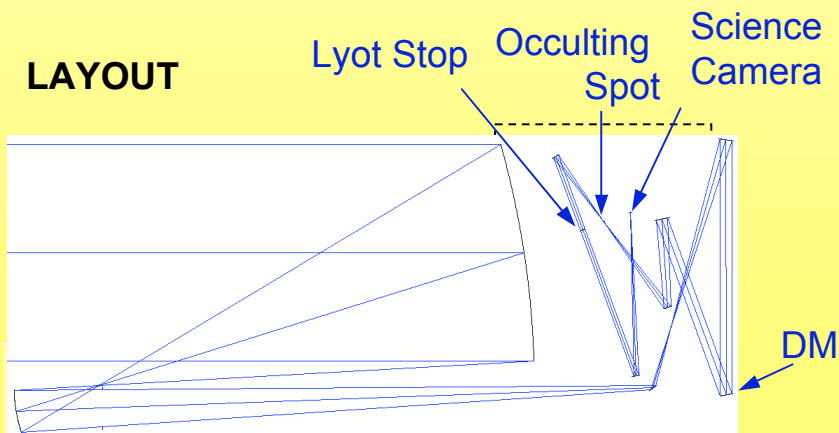 LAYOUT
Lyot Stop
Occulting
Spot
Science
Camera
DM